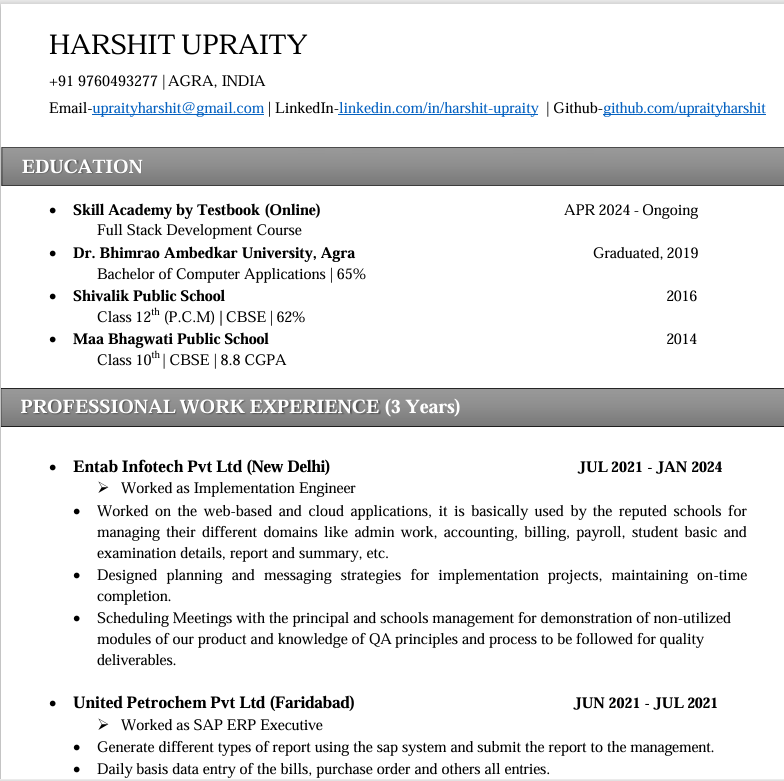 HARSHIT UPRAITY
+91 9760493277 | AGRA, INDIA
Email-upraityharshit@gmail.com | LinkedIn-linkedin.com/in/harshit-upraity | Github-github.com/upraityharshit
EDUCATION
• Skill Academy by Testbook (Online) APR 2024 - Ongoing
Full Stack Development Course
• Dr. Bhimrao Ambedkar University, Agra Graduated, 2019
Bachelor of Computer Applications | 65%
• Shivalik Public School 2016
Class 12th (P.C.M) | CBSE | 62%
• Maa Bhagwati Public School 2014
Class 10th | CBSE | 8.8 CGPA
PROFESSIONAL WORK EXPERIENCE (3 Years)
• Entab Infotech Pvt Ltd (New Delhi) JUL 2021 - JAN 2024
➢ Worked as Implementation Engineer
• Worked on the web-based and cloud applications, it is basically used by the reputed schools for
managing their different domains like admin work, accounting, billing, payroll, student basic and
examination details, report and summary, etc.
• Designed planning and messaging strategies for implementation projects, maintaining on-time
completion.
• Scheduling Meetings with the principal and schools management for demonstration of non-utilized
modules of our product and knowledge of QA principles and process to be followed for quality
deliverables.
• United Petrochem Pvt Ltd (Faridabad) JUN 2021 - JUL 2021
➢ Worked as SAP ERP Executive
• Generate different types of report using the sap system and submit the report to the management.
• Daily basis data entry of the bills, purchase order and others all entries.